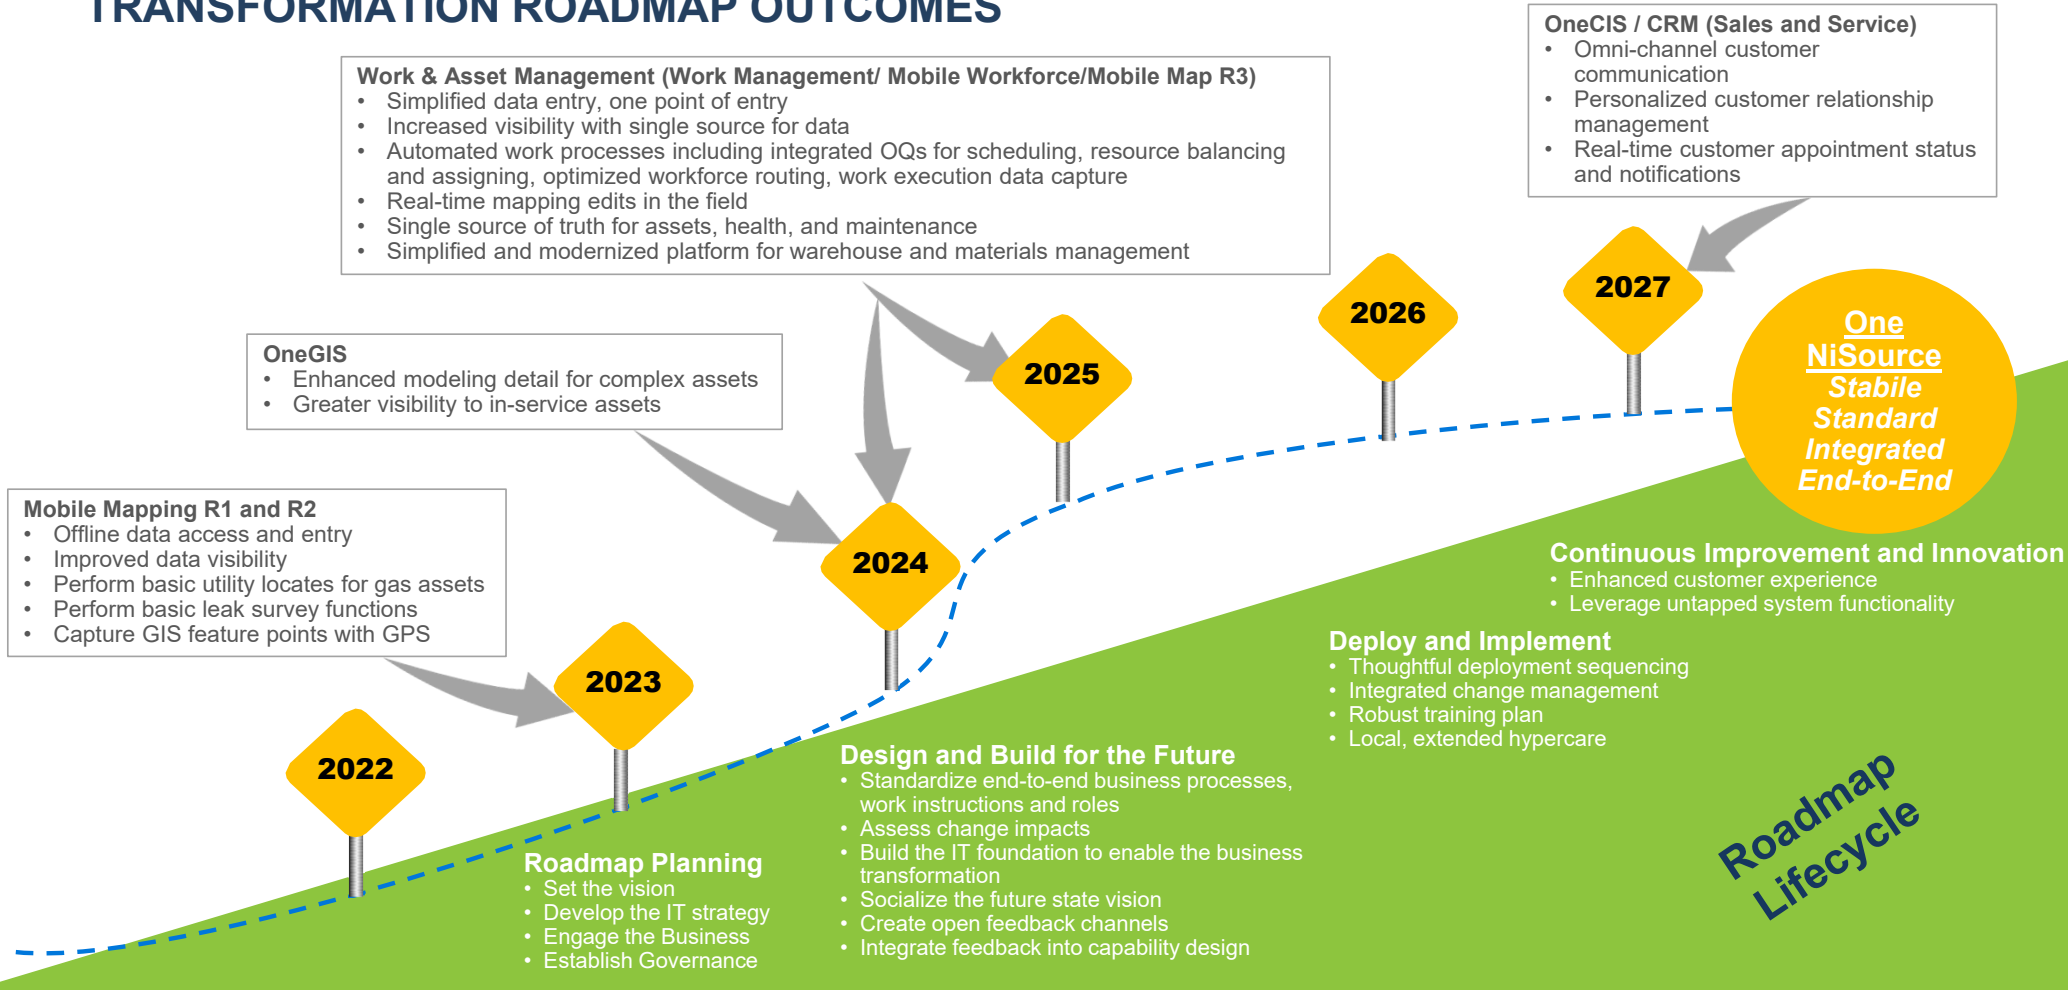 TRANSFORMATION ROADMAP OUTCOMES
OneCIS / CRM (Sales and Service)
• Omni-channel customer
communication
• Personalized customer relationship
management
• Real-time customer appointment status
and notifications
Work & Asset Management (Work Management/ Mobile Workforce/Mobile Map R3)
• Simplified data entry, one point of entry
• Increased visibility with single source for data
• Automated work processes including integrated OQs for scheduling, resource balancing
and assigning, optimized workforce routing, work execution data capture
• Real-time mapping edits in the field
• Single source of truth for assets, health, and maintenance
• Simplified and modernized platform for warehouse and materials management
OneGIS
• Enhanced modeling detail for complex assets
• Greater visibility to in-service assets
Mobile Mapping R1 and R2
• Offline data access and entry
• Improved data visibility
• Perform basic utility locates for gas assets
• Perform basic leak survey functions
• Capture GIS feature points with GPS
2022
2023
2024
2025
2026
2027
One
NiSource
Stabile
Standard
Integrated
End-to-End
Roadmap Planning
• Set the vision
• Develop the IT strategy
• Engage the Business
• Establish Governance
Design and Build for the Future
• Standardize end-to-end business processes,
work instructions and roles
• Assess change impacts
• Build the IT foundation to enable the business
transformation
• Socialize the future state vision
• Create open feedback channels
• Integrate feedback into capability design
Deploy and Implement
• Thoughtful deployment sequencing
• Integrated change management
• Robust training plan
• Local, extended hypercare
Continuous Improvement and Innovation
• Enhanced customer experience
• Leverage untapped system functionality
Roadmap
Lifecycle